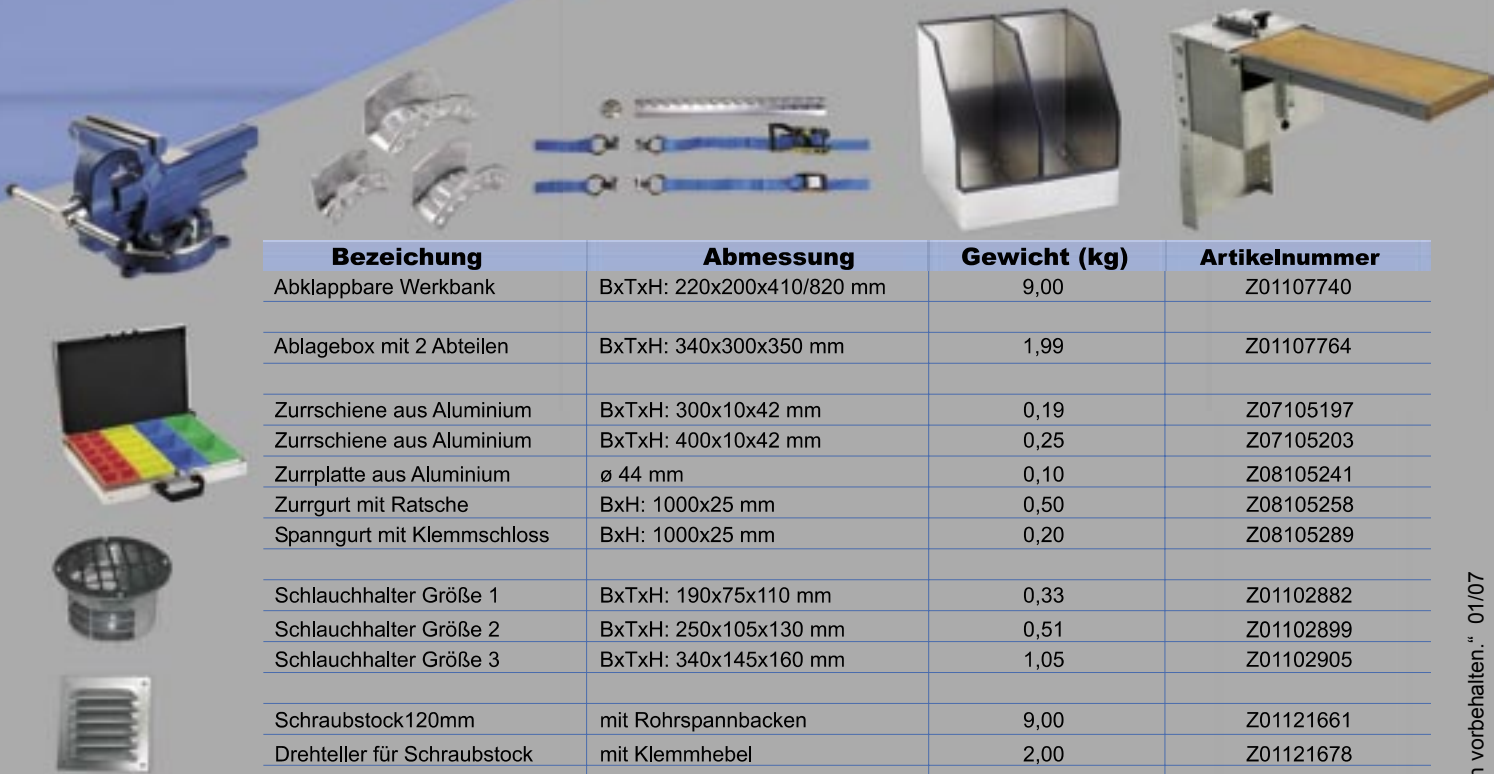 Bezeichung Abmessung Gewicht (kg) Artikelnummer
Abklappbare Werkbank BxTxH: 220x200x410/820 mm 9,00 Z01107740
Ablagebox mit 2 Abteilen BxTxH: 340x300x350 mm 1,99 Z01107764
Zurrschiene aus Aluminium BxTxH: 300x10x42 mm 0,19 Z07105197
Zurrschiene aus Aluminium BxTxH: 400x10x42 mm 0,25 Z07105203
Zurrplatte aus Aluminium ø 44 mm 0,10 Z08105241
Zurrgurt mit Ratsche BxH: 1000x25 mm 0,50 Z08105258
Spanngurt mit Klemmschloss BxH: 1000x25 mm 0,20 Z08105289
Schlauchhalter Größe 1 BxTxH: 190x75x110 mm 0,33 Z01102882
Schlauchhalter Größe 2 BxTxH: 250x105x130 mm 0,51 Z01102899
Schlauchhalter Größe 3 BxTxH: 340x145x160 mm 1,05 Z01102905
Schraubstock120mm mit Rohrspannbacken 9,00 Z01121661
Drehteller für Schraubstock mit Klemmhebel 2,00 Z01121678
vorbehalten.“ 01/07